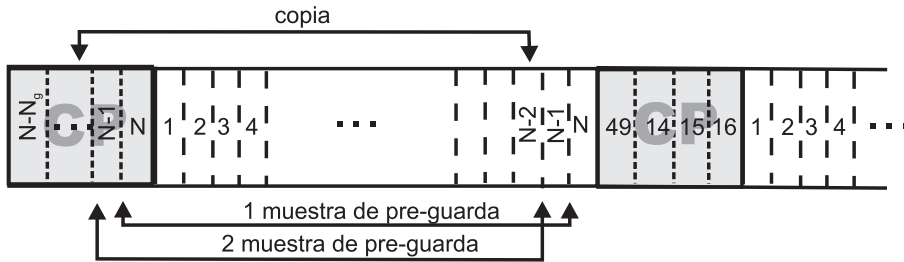 copia
N-N_g CP ... N-1 N 1 2 3 4 ... N-2 N-1 N 49 14 15 16 CP 1 2 3 4 ...
1 muestra de pre-guarda
2 muestra de pre-guarda